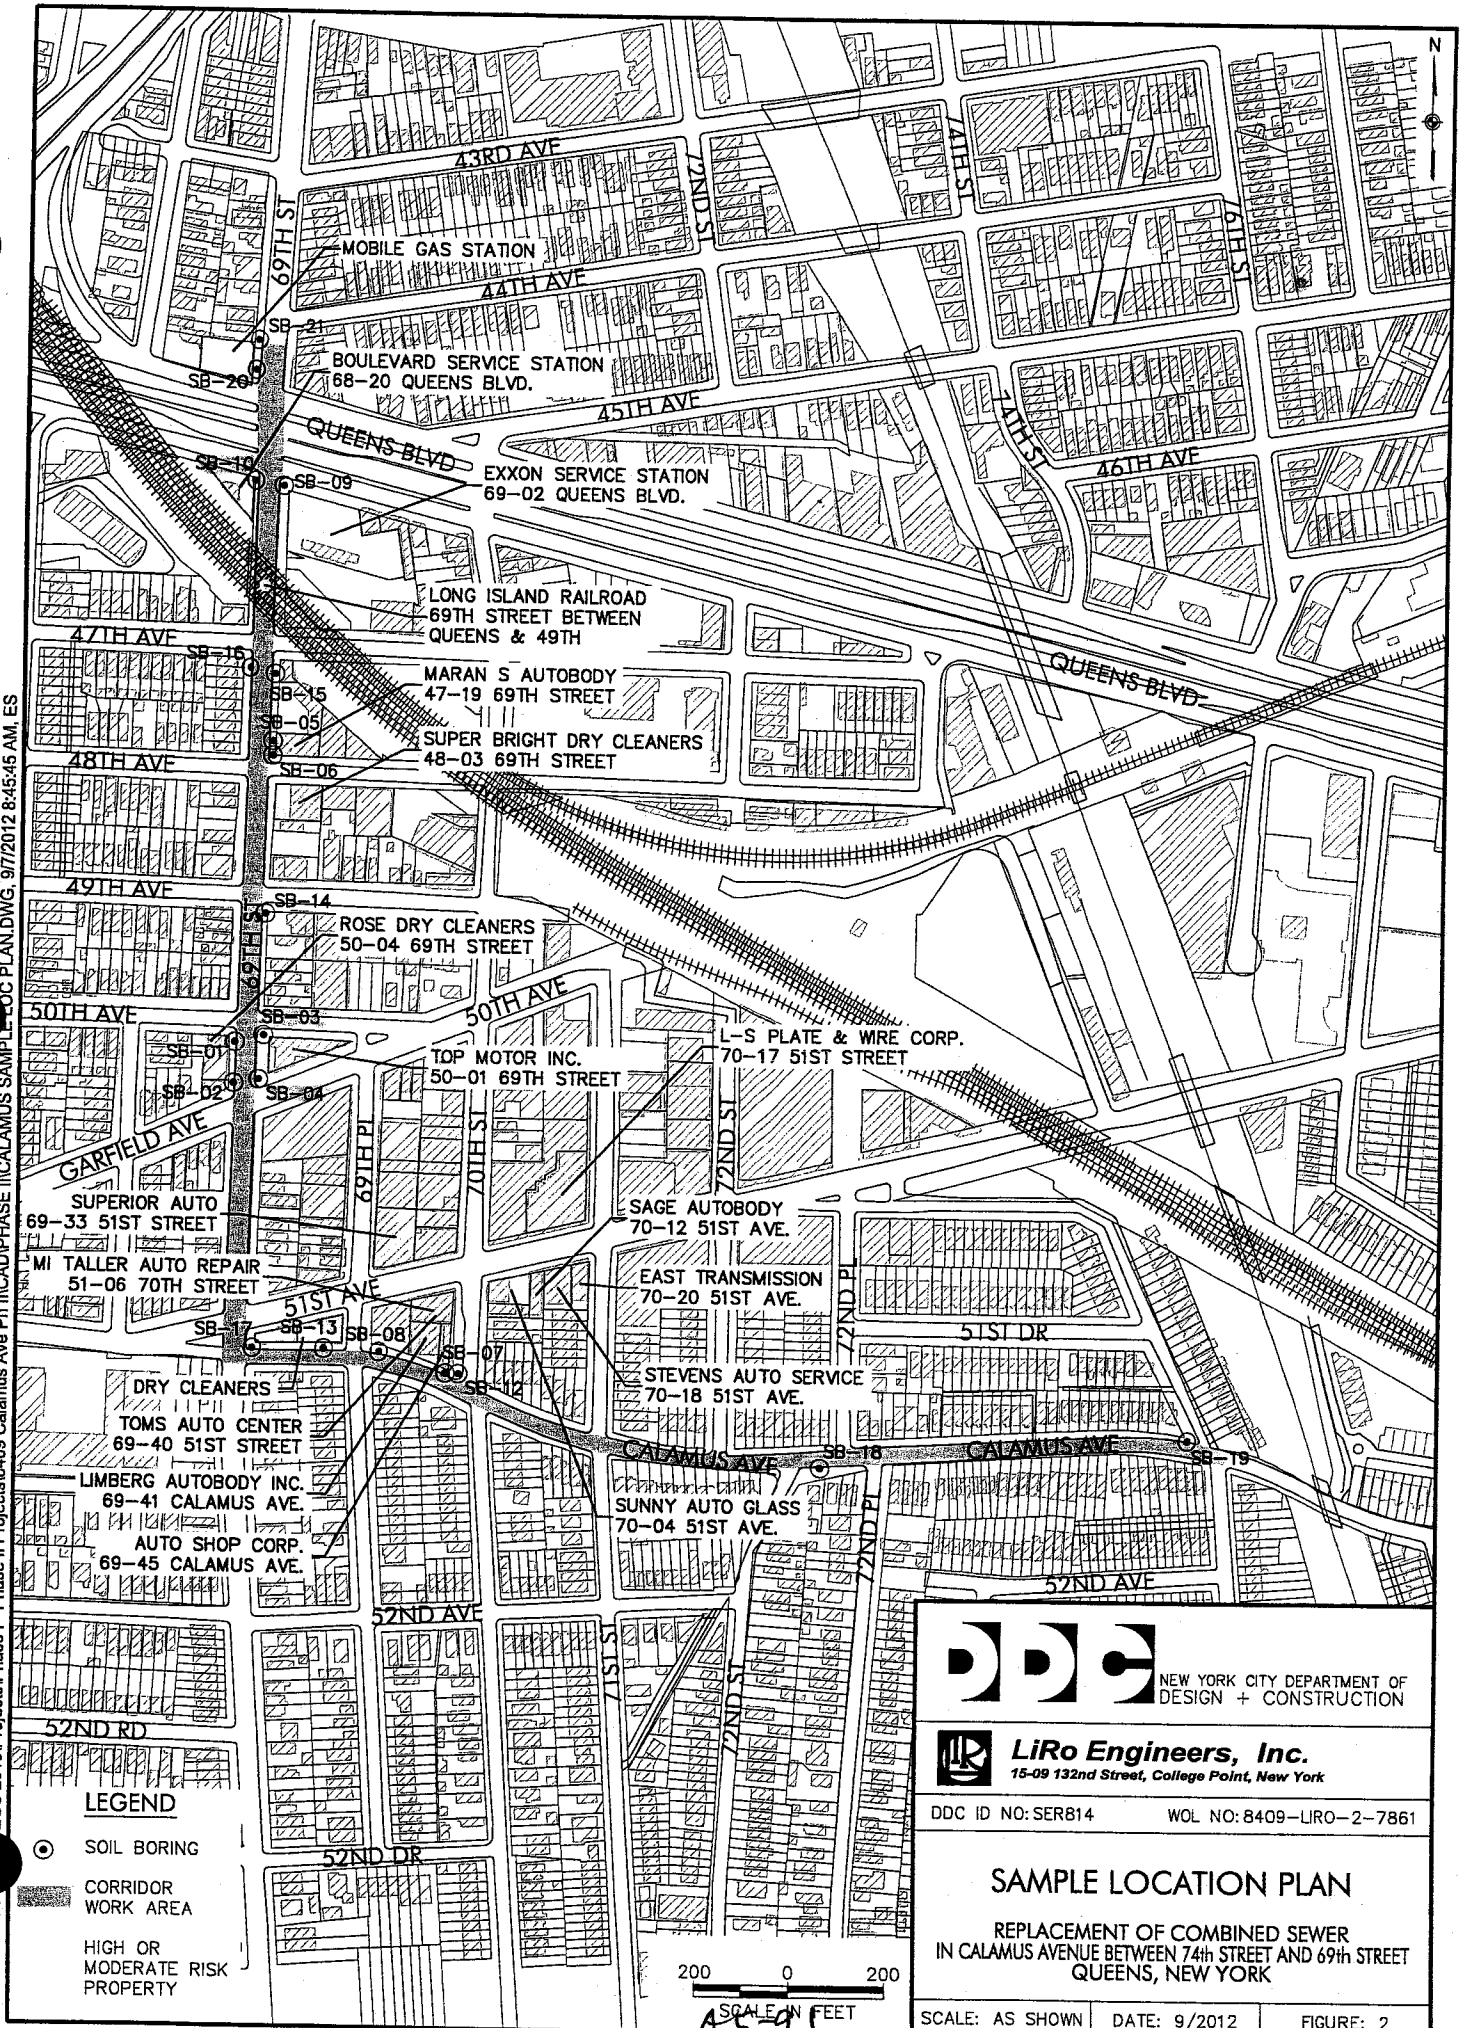 N
43RD AVE
72ND ST
74TH ST
76TH ST
69TH ST
MOBILE GAS STATION
44TH AVE
SB-21
SB-20
BOULEVARD SERVICE STATION
68-20 QUEENS BLVD.
45TH AVE
74TH ST
QUEENS BLVD
46TH AVE
SB-10
SB-09
EXXON SERVICE STATION
69-02 QUEENS BLVD.
LONG ISLAND RAILROAD
69TH STREET BETWEEN
QUEENS & 49TH
47TH AVE
SB-16
SB-15
MARAN S AUTOBODY
47-19 69TH STREET
QUEENS BLVD
SB-05
SB-06
SUPER BRIGHT DRY CLEANERS
48-03 69TH STREET
48TH AVE
49TH AVE
SB-14
69TH ST
ROSE DRY CLEANERS
50-04 69TH STREET
50TH AVE
50TH AVE
SB-03
SB-01
SB-02
SB-04
TOP MOTOR INC.
50-01 69TH STREET
L-S PLATE & WIRE CORP.
70-17 51ST STREET
GARFIELD AVE
69TH PL
70TH ST
72ND ST
SUPERIOR AUTO
69-33 51ST STREET
SAGE AUTOBODY
70-12 51ST AVE.
MI TALLER AUTO REPAIR
51-06 70TH STREET
EAST TRANSMISSION
70-20 51ST AVE.
51ST AVE
72ND PL
51ST DR
SB-17
SB-13
SB-08
SB-07
SB-12
DRY CLEANERS
STEVENS AUTO SERVICE
70-18 51ST AVE.
TOMS AUTO CENTER
69-40 51ST STREET
CALAMUS AVE
SB-18
CALAMUS AVE
SB-19
LIMBERG AUTOBODY INC.
69-41 CALAMUS AVE.
SUNNY AUTO GLASS
70-04 51ST AVE.
AUTO SHOP CORP.
69-45 CALAMUS AVE.
72ND PL
52ND AVE
52ND AVE
71ST ST
72ND ST
52ND RD
52ND DR
LEGEND
SOIL BORING
CORRIDOR
WORK AREA
HIGH OR
MODERATE RISK
PROPERTY
200 0 200
SCALE IN FEET
DDC
NEW YORK CITY DEPARTMENT OF
DESIGN + CONSTRUCTION
LiRo Engineers, Inc.
15-09 132nd Street, College Point, New York
DDC ID NO: SER814 WOL NO: 8409-LIRO-2-7861
SAMPLE LOCATION PLAN
REPLACEMENT OF COMBINED SEWER
IN CALAMUS AVENUE BETWEEN 74th STREET AND 69th STREET
QUEENS, NEW YORK
SCALE: AS SHOWN DATE: 9/2012 FIGURE: 2